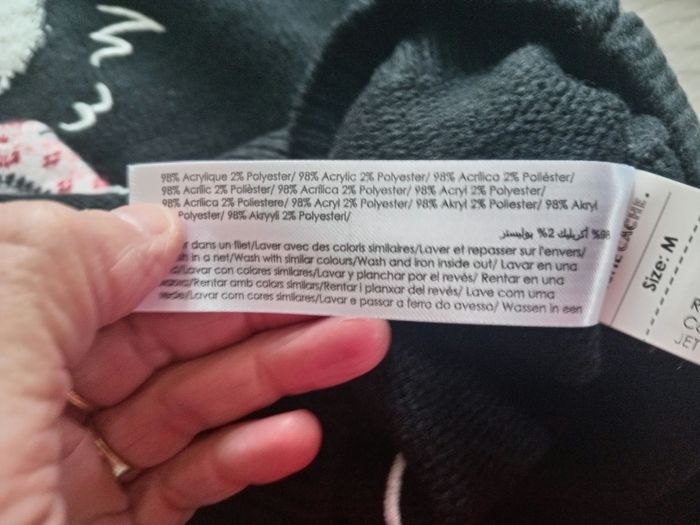 98% Acrylique 2% Polyester/ 98% Acrylic 2% Polyester/ 98% Acrílico 2% Poliéster/
98% Acrílic 2% Polièster/ 98% Acrílica 2% Polyester/ 98% Acryl 2% Polyester/
98% Acrilica 2% Poliestere/ 98% Acryl 2% Polyester/ 98% Akryl 2% Poliester/ 98% Akryl
Polyester/ 98% Akryyli 2% Polyesteri/
98% أكريليك 2% بوليستر
dans un filet/Laver avec des coloris similaires/Laver et repasser sur l'envers/
in a net/Wash with similar colours/Wash and Iron inside out/ Lavar en una
/Lavar con colores similares/Lavar y planchar por el revés/ Rentar en una
/Rentar amb colors similars/Rentar i planxar del revés/ Lave com uma
/Lavar com cores similares/Lavar e passar a ferro do avesso/ Wassen in een
CACHE.
Size: M